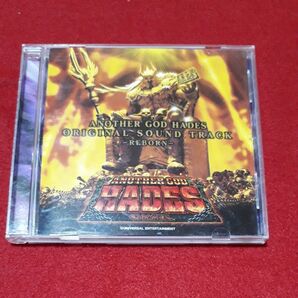 ANOTHER GOD HADES
ORIGINAL SOUND TRACK
-REBORN-
ANOTHER GOD
HADES
©UNIVERSAL ENTERTAINMENT